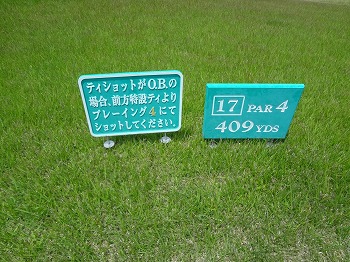 ティショットがO.B.の
場合、前方特設ティより
プレーイング4にて
ショットしてください。
17 PAR 4
409 YDS